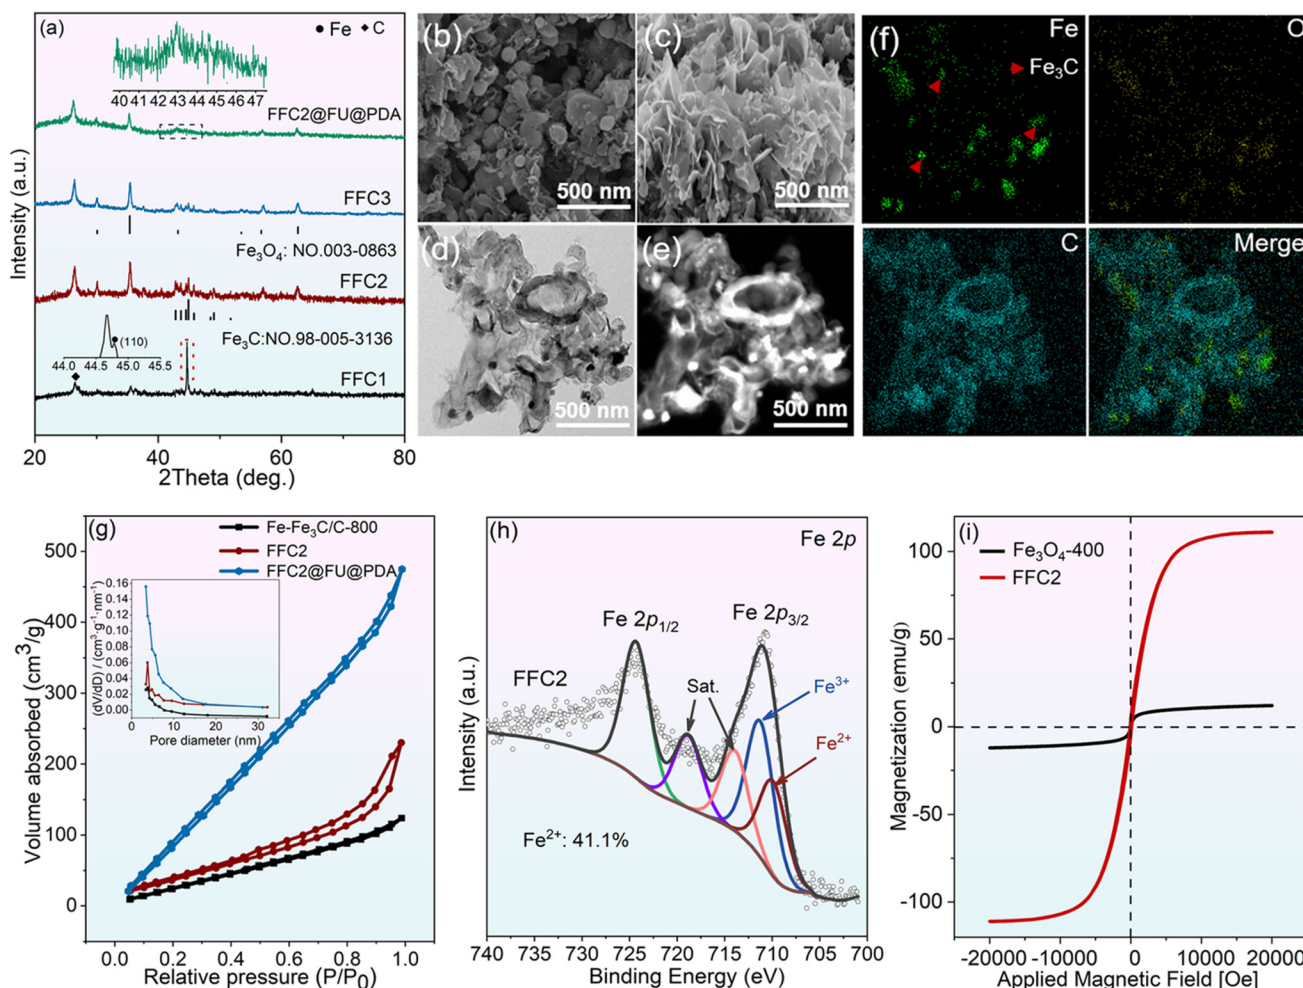 (a)
● Fe ◆ C
40 41 42 43 44 45 46 47
FFC2@FU@PDA
FFC3
Fe₃O₄: NO.003-0863
FFC2
Fe₃C:NO.98-005-3136
(110)
44.0 44.5 45.0 45.5
FFC1
Intensity (a.u.)
20 40 60 80
2Theta (deg.)
(b)
500 nm
(c)
500 nm
(d)
500 nm
(e)
500 nm
(f)
Fe
Fe₃C
O
C
Merge
(g)
Fe-Fe₃C/C-800
FFC2
FFC2@FU@PDA
500
400
300
200
100
0
Volume absorbed (cm³/g)
0.16
0.14
0.12
0.10
0.08
0.06
0.04
0.02
0.00
(dV/dD) / (cm³·g⁻¹·nm⁻¹)
0 10 20 30
Pore diameter (nm)
0.0 0.2 0.4 0.6 0.8 1.0
Relative pressure (P/P₀)
(h)
Fe 2p
Fe 2p₁/₂
Fe 2p₃/₂
FFC2
Sat.
Fe³⁺
Fe²⁺
Fe²⁺: 41.1%
Intensity (a.u.)
740 735 730 725 720 715 710 705 700
Binding Energy (eV)
(i)
Fe₃O₄-400
FFC2
100
50
0
-50
-100
Magnetization (emu/g)
-20000 -10000 0 10000 20000
Applied Magnetic Field [Oe]